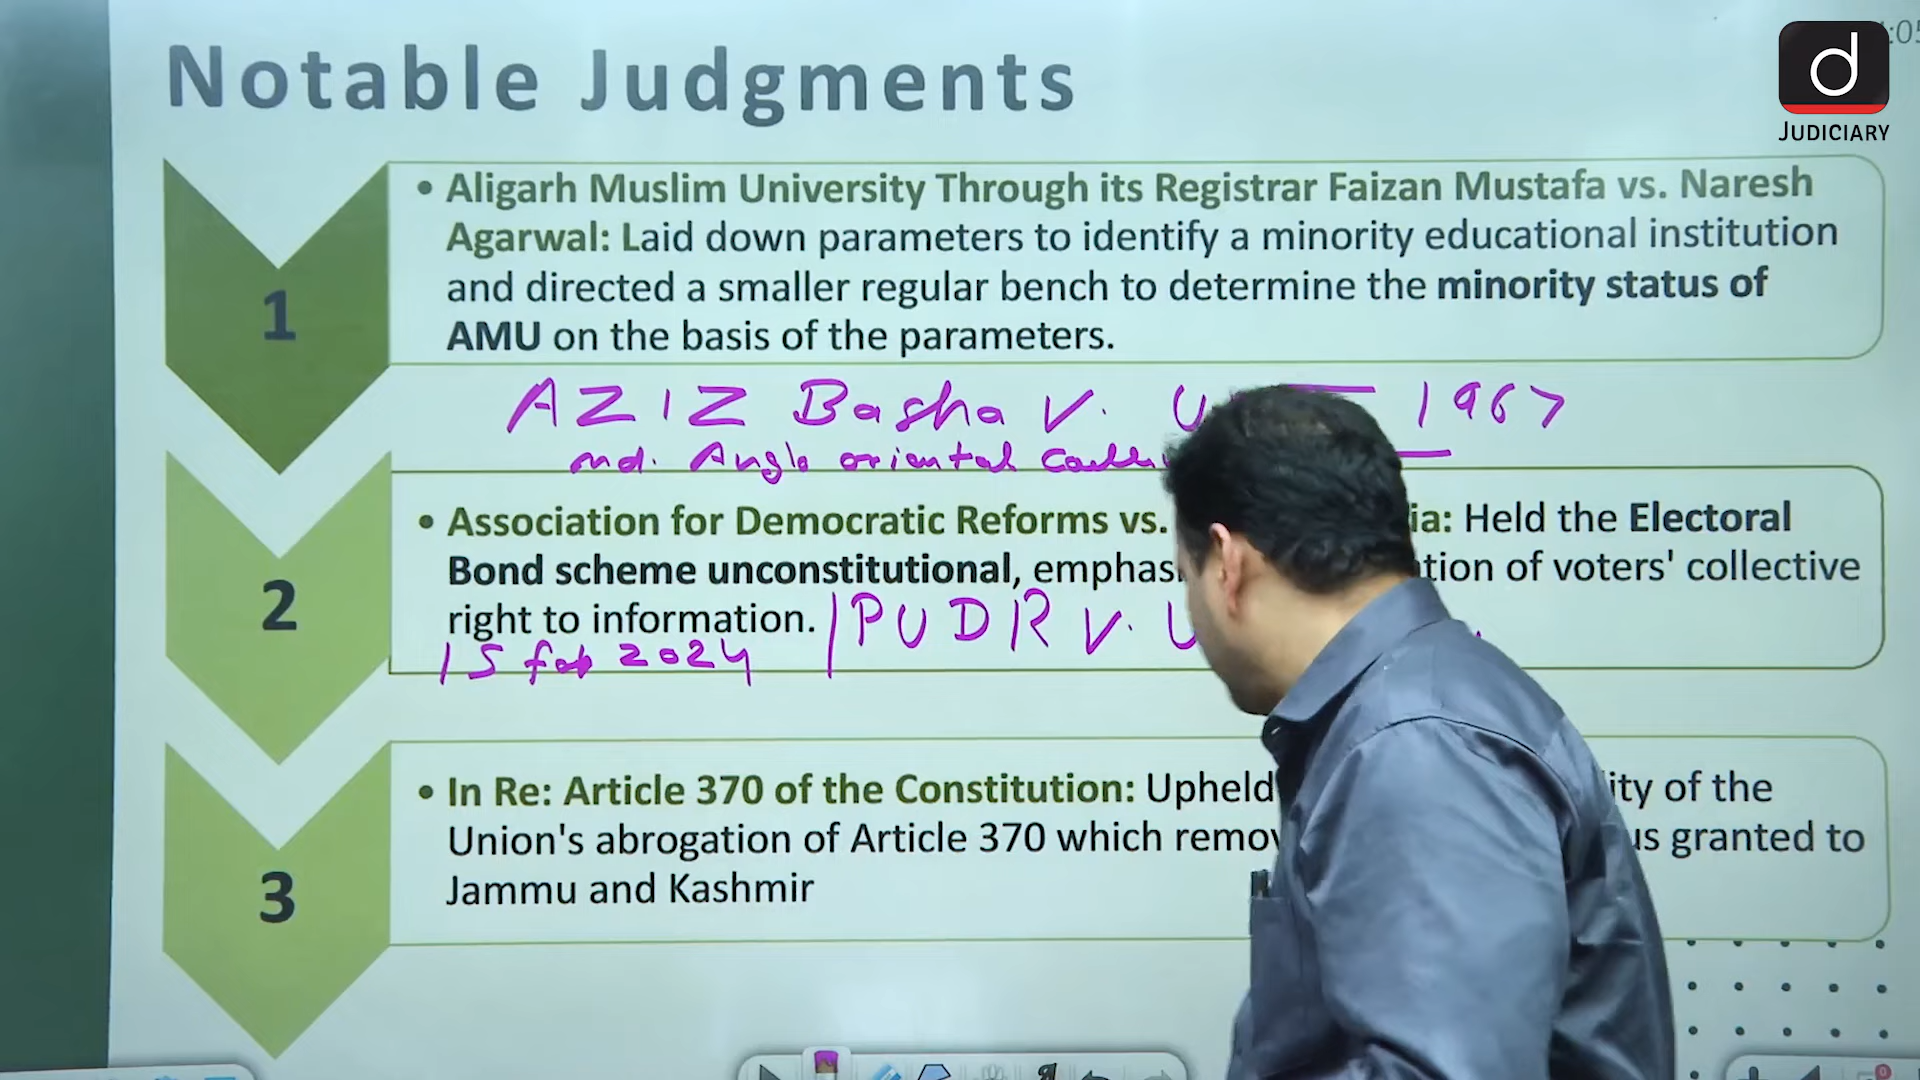 Notable Judgments
:05
d
JUDICIARY
1
• Aligarh Muslim University Through its Registrar Faizan Mustafa vs. Naresh
Agarwal: Laid down parameters to identify a minority educational institution
and directed a smaller regular bench to determine the minority status of
AMU on the basis of the parameters.
AZIZ Basha V. U 1967
md. Anglo oriental
2
• Association for Democratic Reforms vs. ia: Held the Electoral
Bond scheme unconstitutional, emphas tion of voters' collective
right to information. | PUDR V. U
15 feb 2024
3
• In Re: Article 370 of the Constitution: Upheld ity of the
Union's abrogation of Article 370 which remov us granted to
Jammu and Kashmir